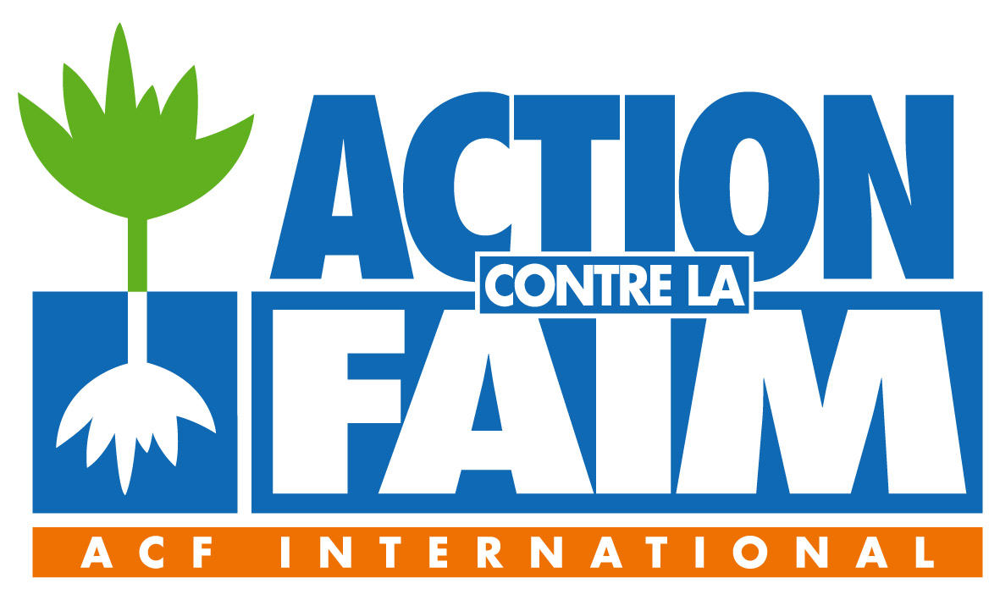 ACTION
CONTRE LA
FAIM
ACF INTERNATIONAL